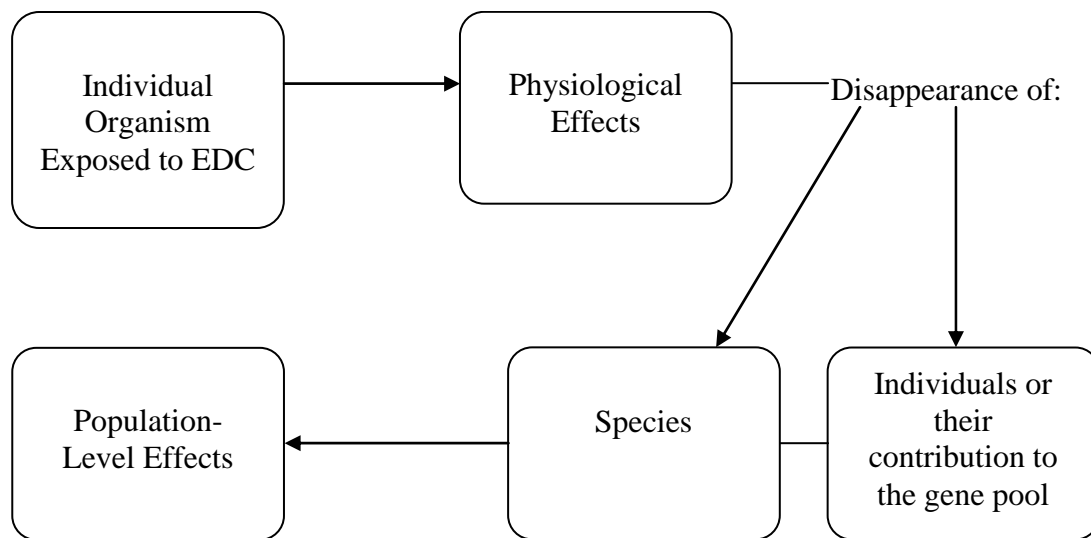 Individual
Organism
Exposed to EDC
Physiological
Effects
Disappearance of:
Population-
Level Effects
Species
Individuals or
their
contribution to
the gene pool